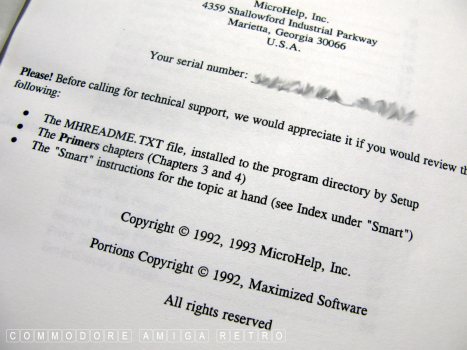 MicroHelp, Inc.
4359 Shallowford Industrial Parkway
Marietta, Georgia 30066
U.S.A.
Your serial number:
Please! Before calling for technical support, we would appreciate it if you would review
following:
• The MHREADME.TXT file, installed to the program directory by Setup
• The Primers chapters (Chapters 3 and 4)
• The "Smart" instructions for the topic at hand (see Index under "Smart")
Copyright © 1992, 1993 MicroHelp, Inc.
Portions Copyright © 1992, Maximized Software
All rights reserved
COMMODORE AMIGA RETRO